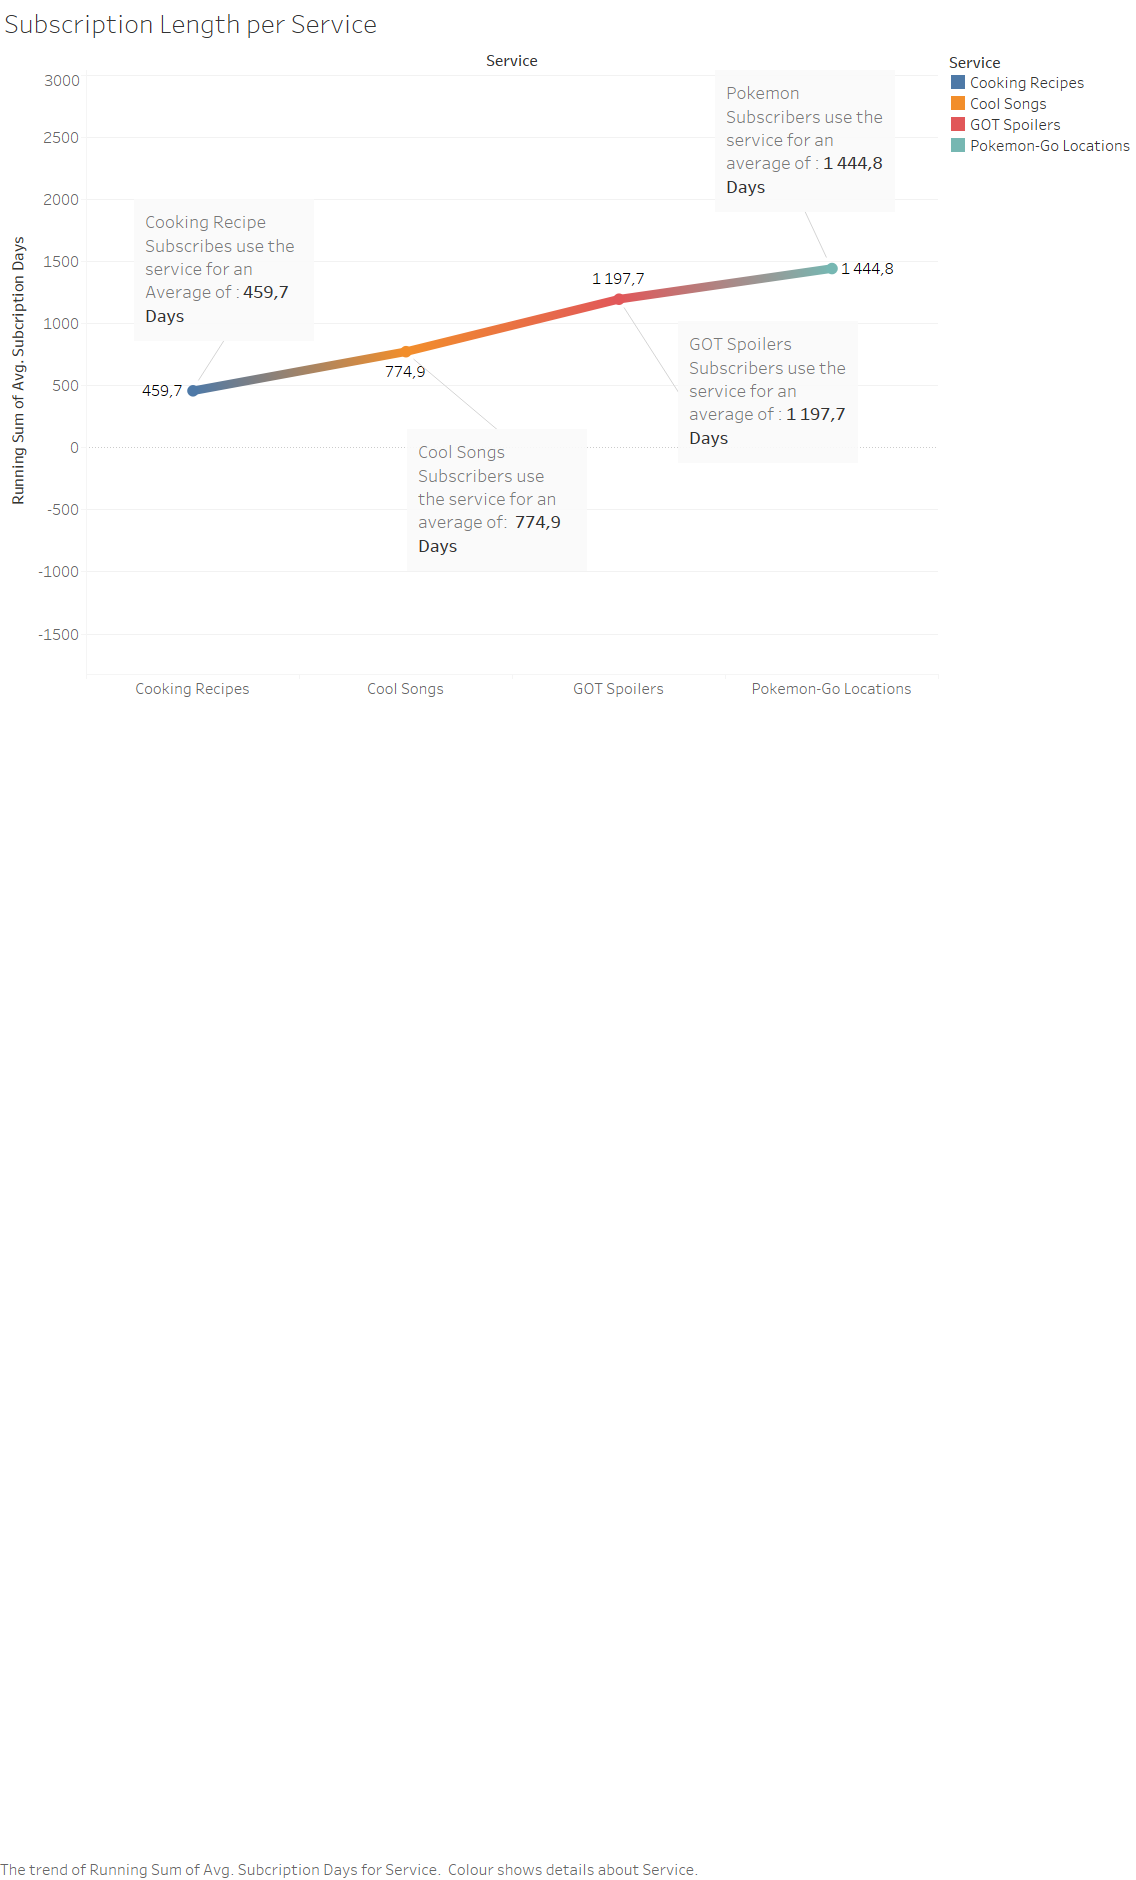 Subscription Length per Service
Service
Service
Cooking Recipes
Cool Songs
GOT Spoilers
Pokemon-Go Locations
Running Sum of Avg. Subcription Days
3000
2500
2000
1500
1000
500
0
-500
-1000
-1500
Cooking Recipe
Subscribes use the
service for an
Average of : 459,7
Days
Pokemon
Subscribers use the
service for an
average of : 1 444,8
Days
GOT Spoilers
Subscribers use the
service for an
average of : 1 197,7
Days
Cool Songs
Subscribers use
the service for an
average of:  774,9
Days
459,7
774,9
1 197,7
1 444,8
Cooking Recipes
Cool Songs
GOT Spoilers
Pokemon-Go Locations
The trend of Running Sum of Avg. Subcription Days for Service.  Colour shows details about Service.